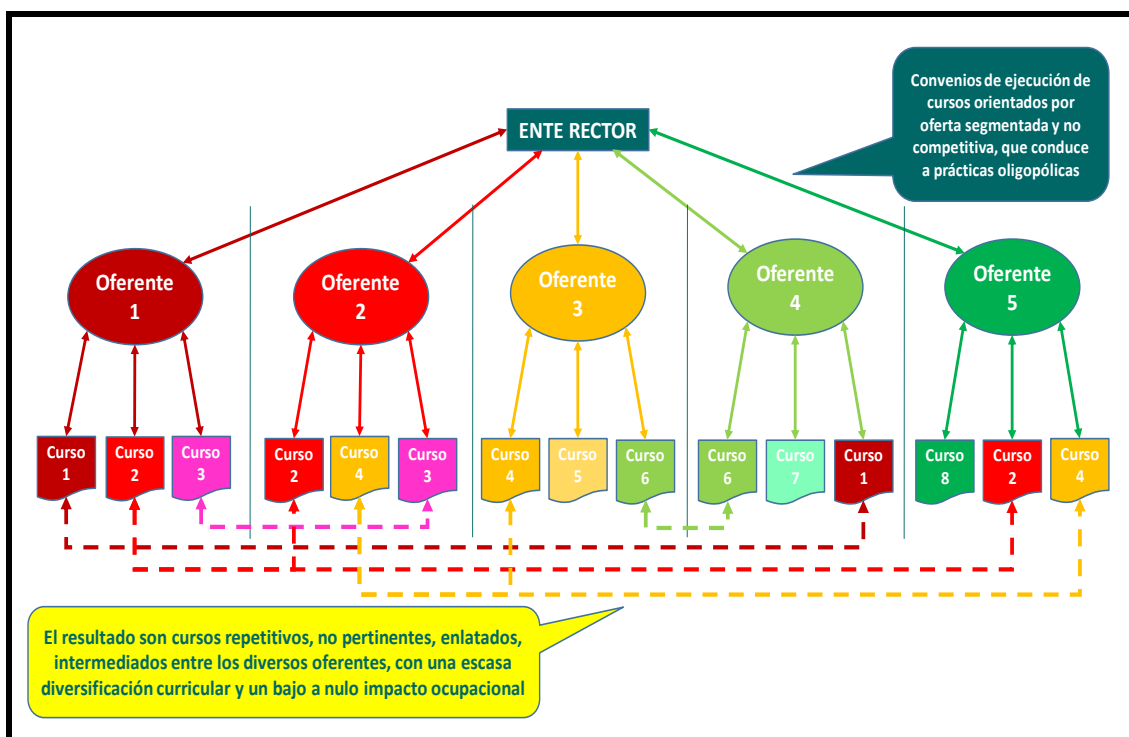 Convenios de ejecución de
cursos orientados por
oferta segmentada y no
competitiva, que conduce
a prácticas oligopólicas
ENTE RECTOR
Oferente
1
Oferente
2
Oferente
3
Oferente
4
Oferente
5
Curso
1
Curso
2
Curso
3
Curso
2
Curso
4
Curso
3
Curso
4
Curso
5
Curso
6
Curso
6
Curso
7
Curso
1
Curso
8
Curso
2
Curso
4
El resultado son cursos repetitivos, no pertinentes, enlatados,
intermediados entre los diversos oferentes, con una escasa
diversificación curricular y un bajo a nulo impacto ocupacional